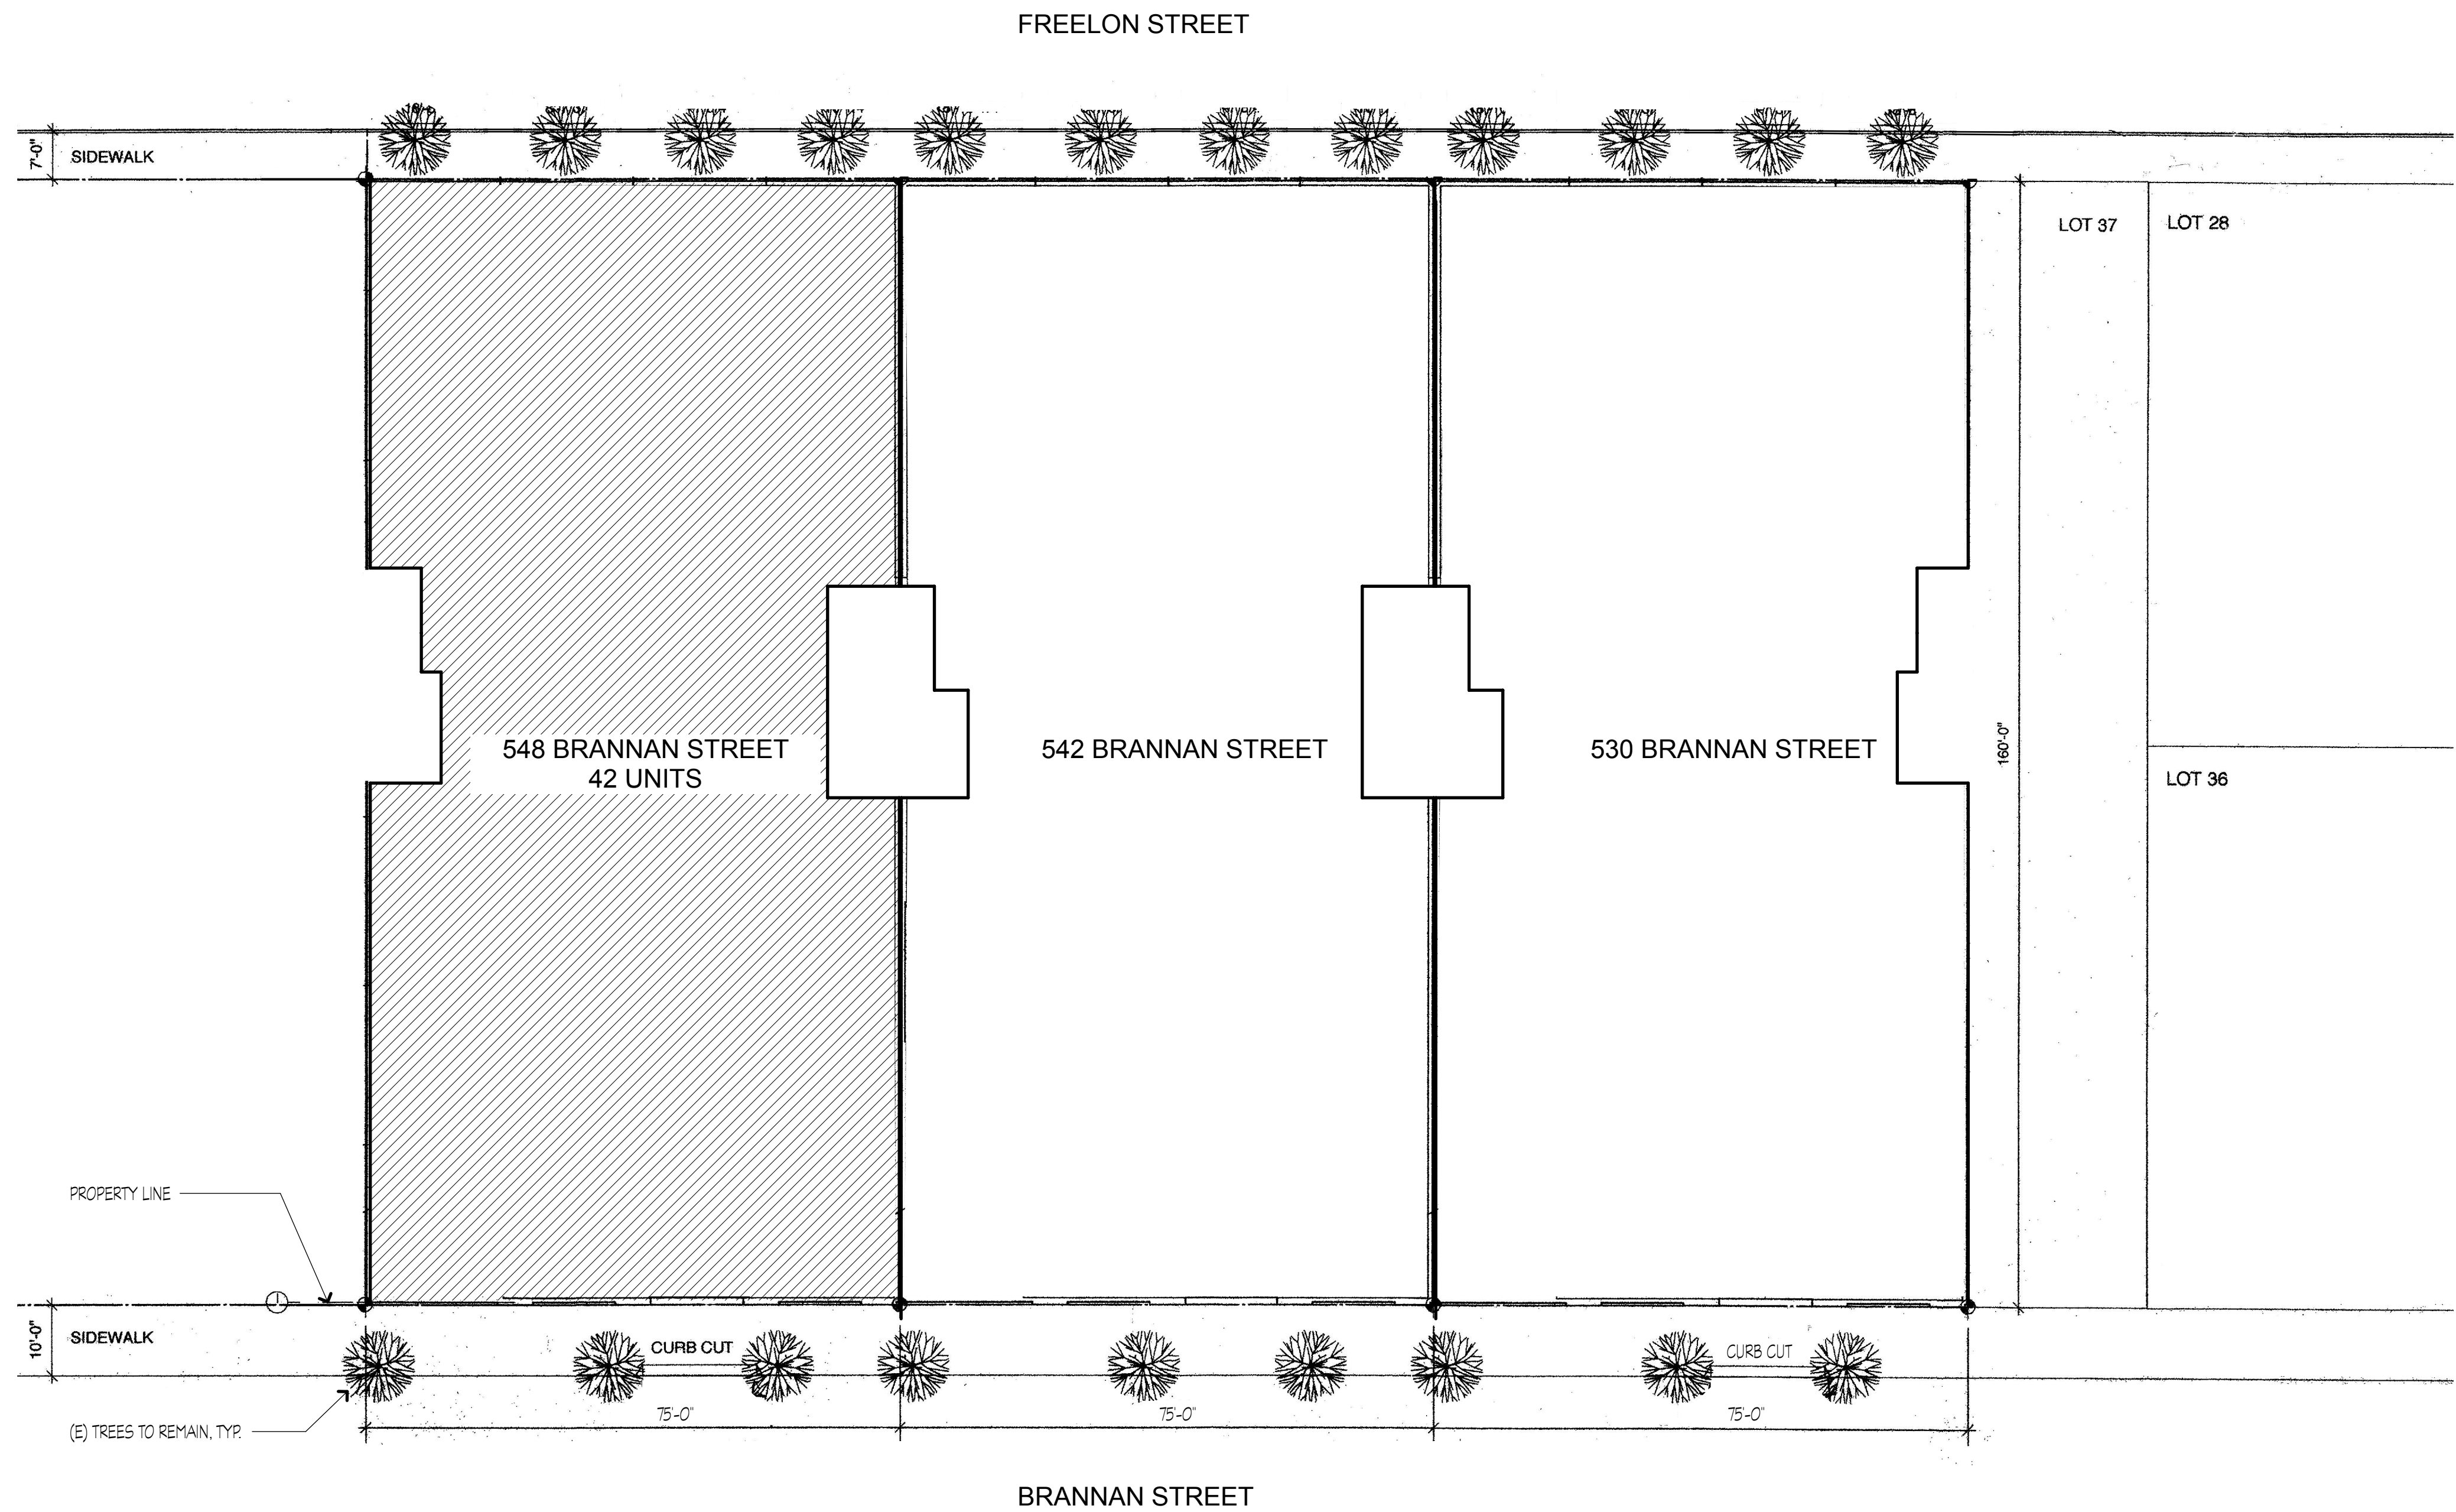 FREELON STREET
7'-0"
SIDEWALK
LOT 37
LOT 28
548 BRANNAN STREET
42 UNITS
542 BRANNAN STREET
530 BRANNAN STREET
160'-0"
LOT 36
PROPERTY LINE
10'-0"
SIDEWALK
CURB CUT
CURB CUT
75'-0"
75'-0"
75'-0"
(E) TREES TO REMAIN, TYP.
BRANNAN STREET